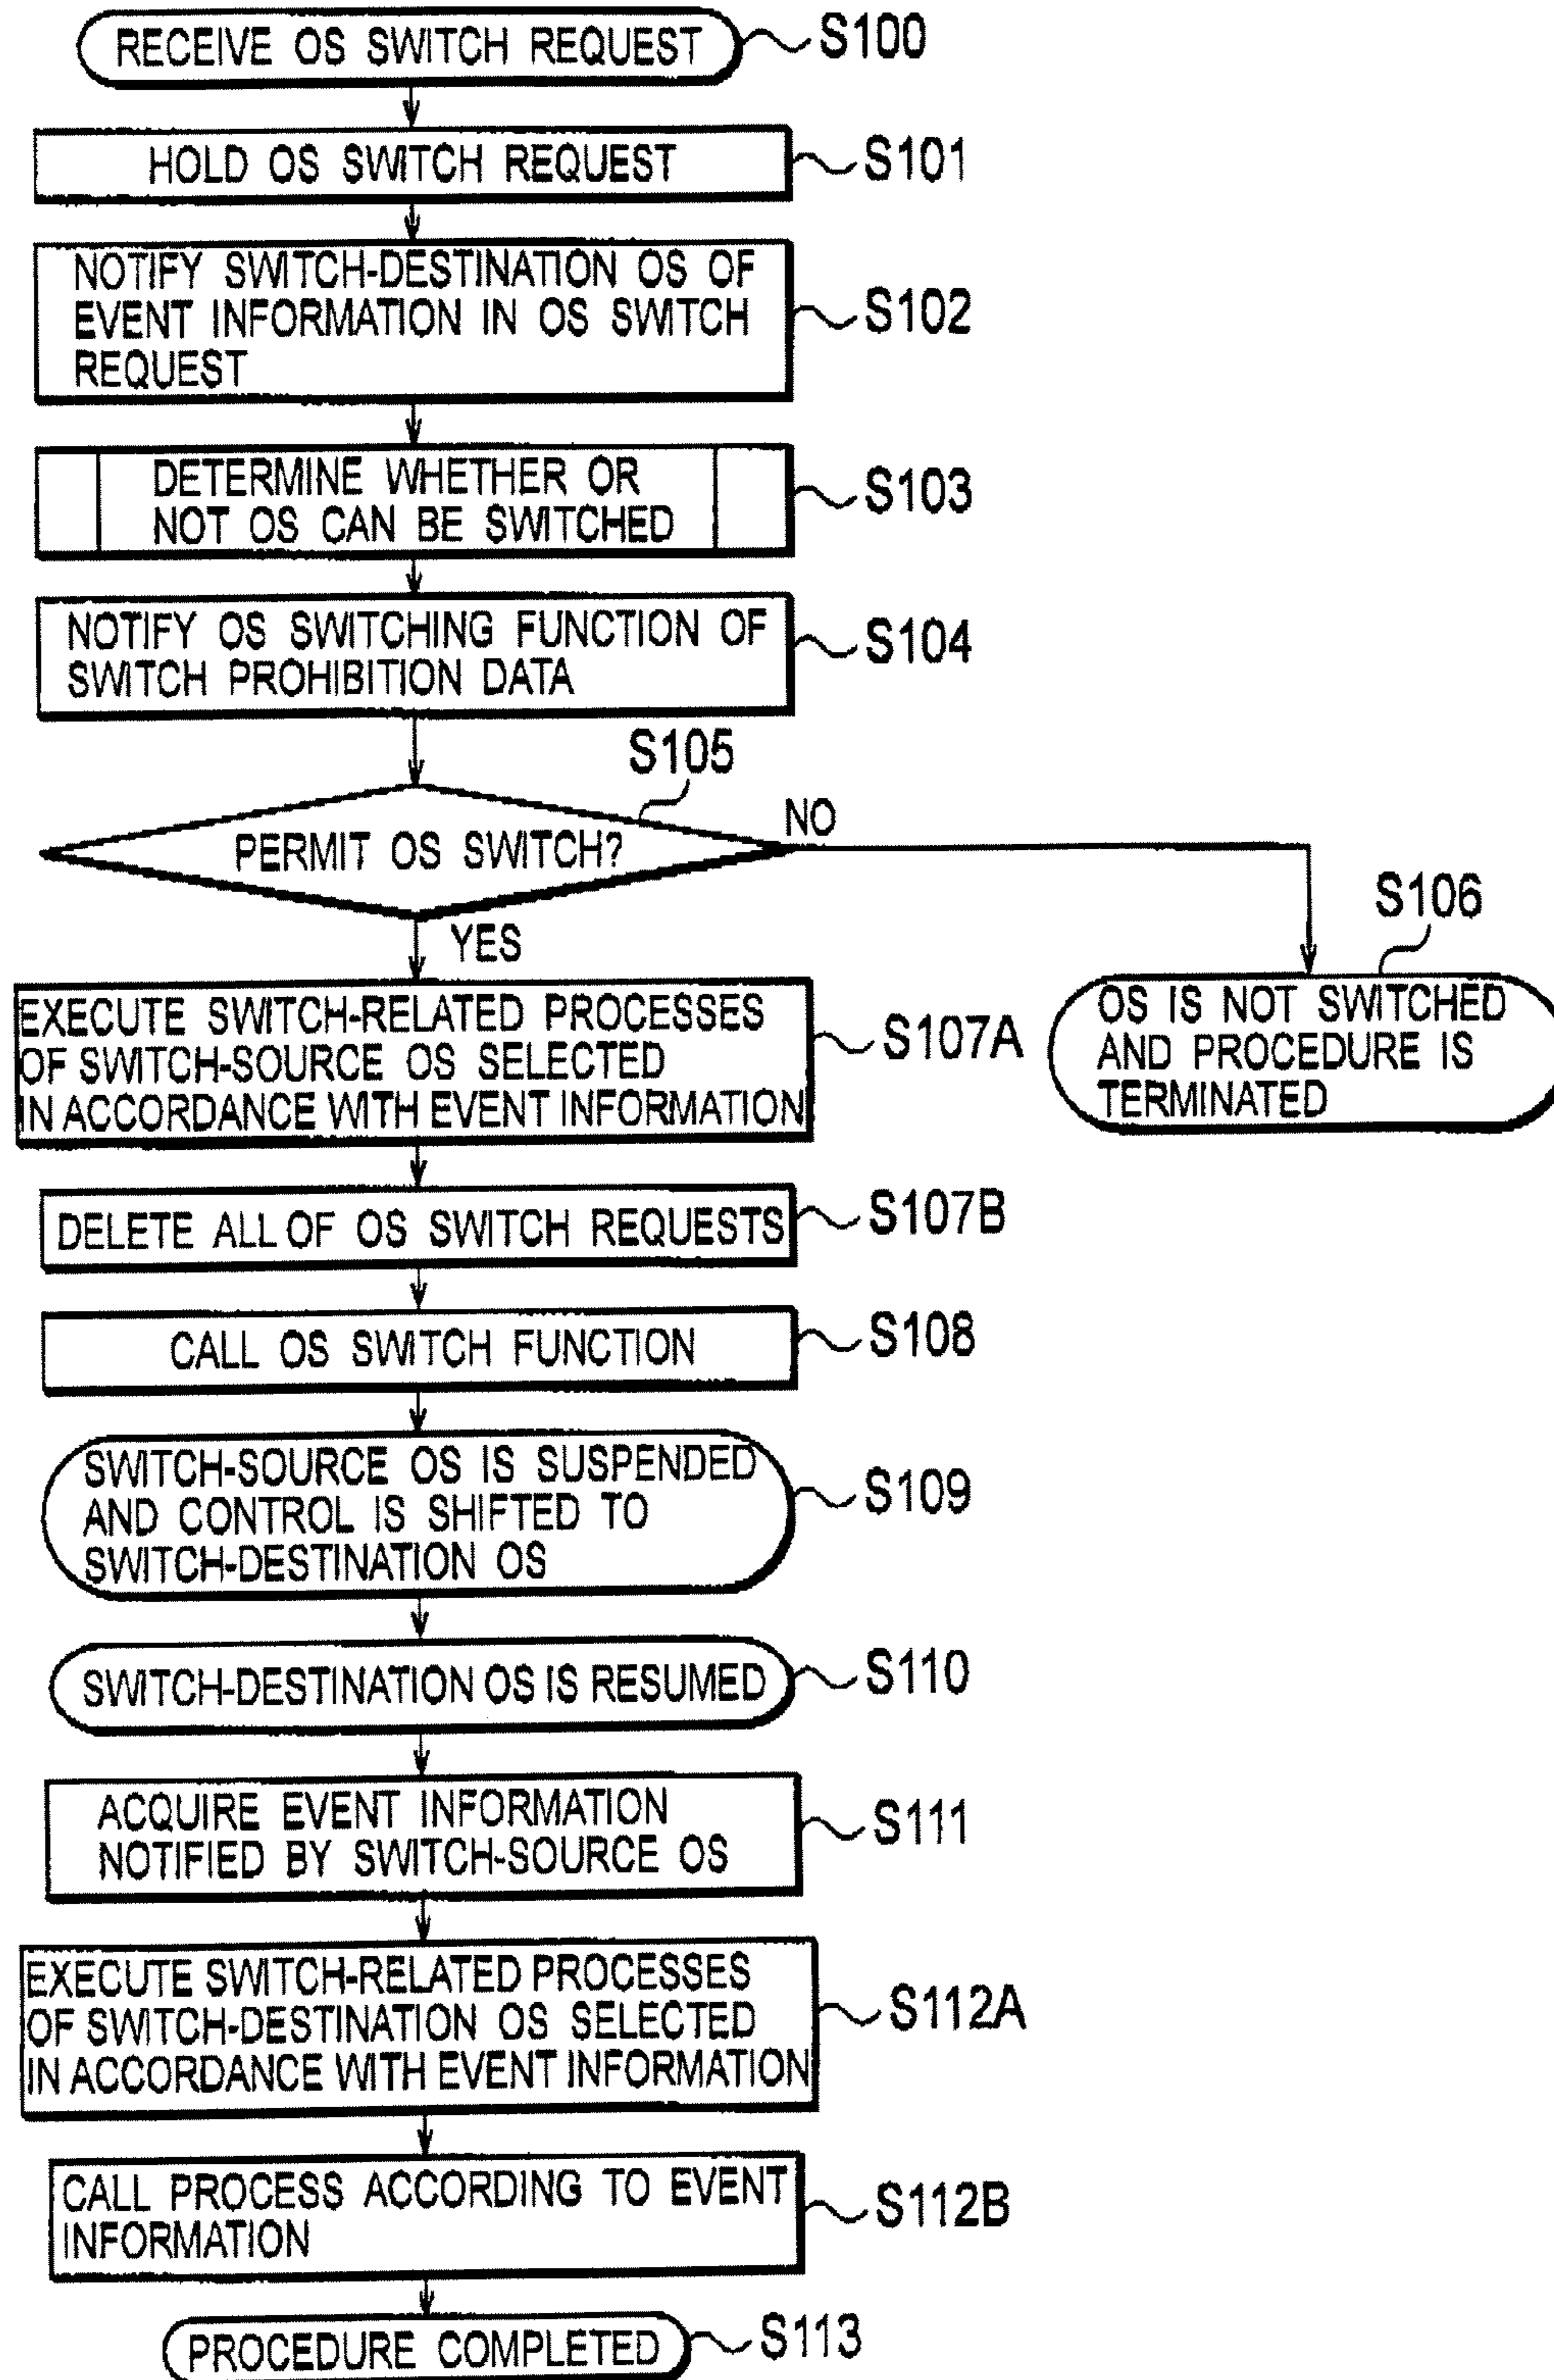 RECEIVE OS SWITCH REQUEST
S100
HOLD OS SWITCH REQUEST
S101
NOTIFY SWITCH-DESTINATION OS OF
EVENT INFORMATION IN OS SWITCH
REQUEST
S102
DETERMINE WHETHER OR
NOT OS CAN BE SWITCHED
S103
NOTIFY OS SWITCHING FUNCTION OF
SWITCH PROHIBITION DATA
S104
S105
PERMIT OS SWITCH?
NO
YES
S106
OS IS NOT SWITCHED
AND PROCEDURE IS
TERMINATED
EXECUTE SWITCH-RELATED PROCESSES
OF SWITCH-SOURCE OS SELECTED
IN ACCORDANCE WITH EVENT INFORMATION
S107A
DELETE ALL OF OS SWITCH REQUESTS
S107B
CALL OS SWITCH FUNCTION
S108
SWITCH-SOURCE OS IS SUSPENDED
AND CONTROL IS SHIFTED TO
SWITCH-DESTINATION OS
S109
SWITCH-DESTINATION OS IS RESUMED
S110
ACQUIRE EVENT INFORMATION
NOTIFIED BY SWITCH-SOURCE OS
S111
EXECUTE SWITCH-RELATED PROCESSES
OF SWITCH-DESTINATION OS SELECTED
IN ACCORDANCE WITH EVENT INFORMATION
S112A
CALL PROCESS ACCORDING TO EVENT
INFORMATION
S112B
PROCEDURE COMPLETED
S113